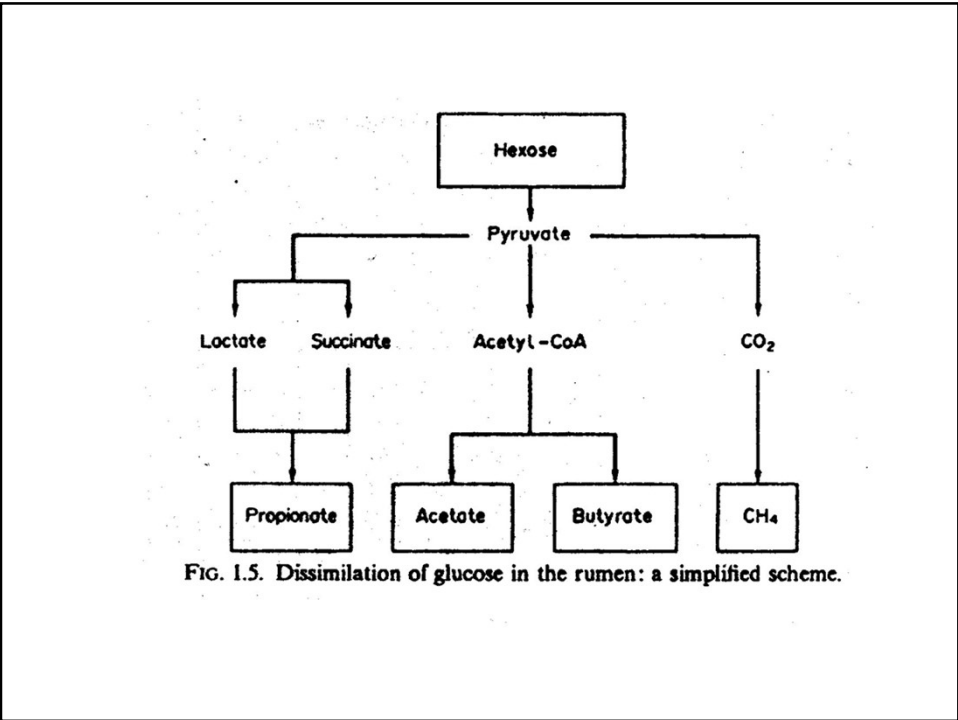 Hexose
Pyruvate
Lactate Succinate Acetyl-CoA CO₂
Propionate Acetate Butyrate CH₄
FIG. 1.5. Dissimilation of glucose in the rumen: a simplified scheme.